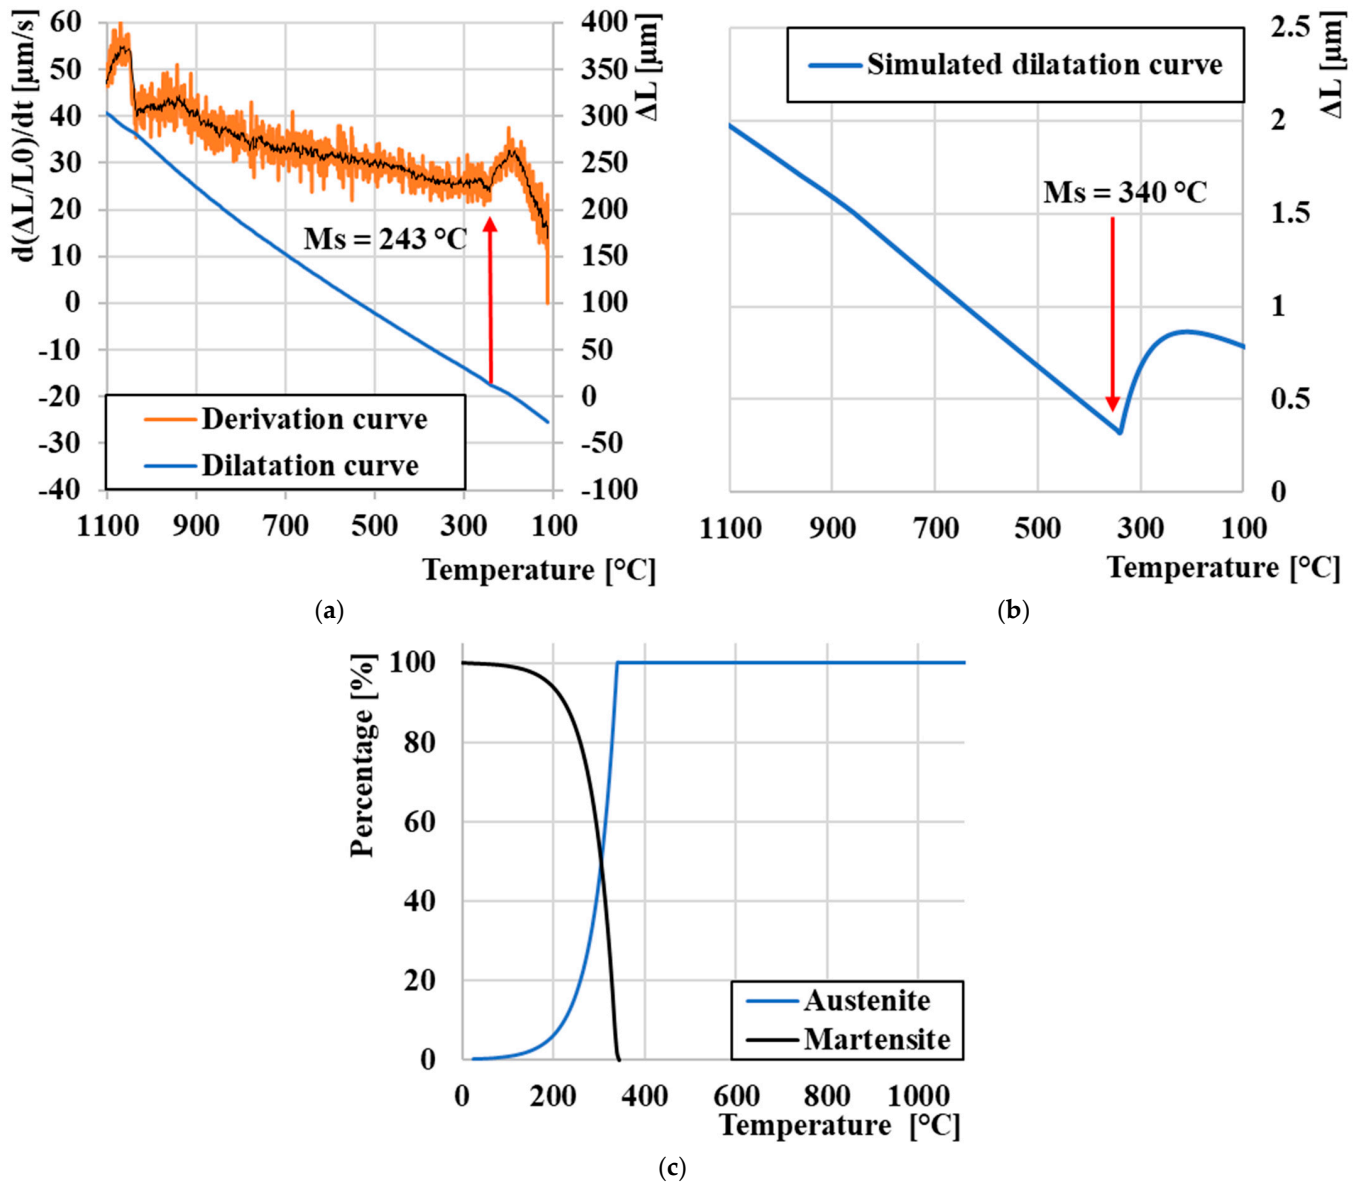 d(ΔL/L0)/dt [µm/s]
60
50
40
30
20
10
0
-10
-20
-30
-40
400
350
300
250
200
150
100
50
0
-50
-100
ΔL [µm]
Ms = 243 °C
Derivation curve
Dilatation curve
1100 900 700 500 300 100
Temperature [°C]
(a)
Simulated dilatation curve
2.5
2
1.5
1
0.5
0
ΔL [µm]
Ms = 340 °C
1100 900 700 500 300 100
Temperature [°C]
(b)
Percentage [%]
100
80
60
40
20
0
Austenite
Martensite
0 200 400 600 800 1000
Temperature [°C]
(c)